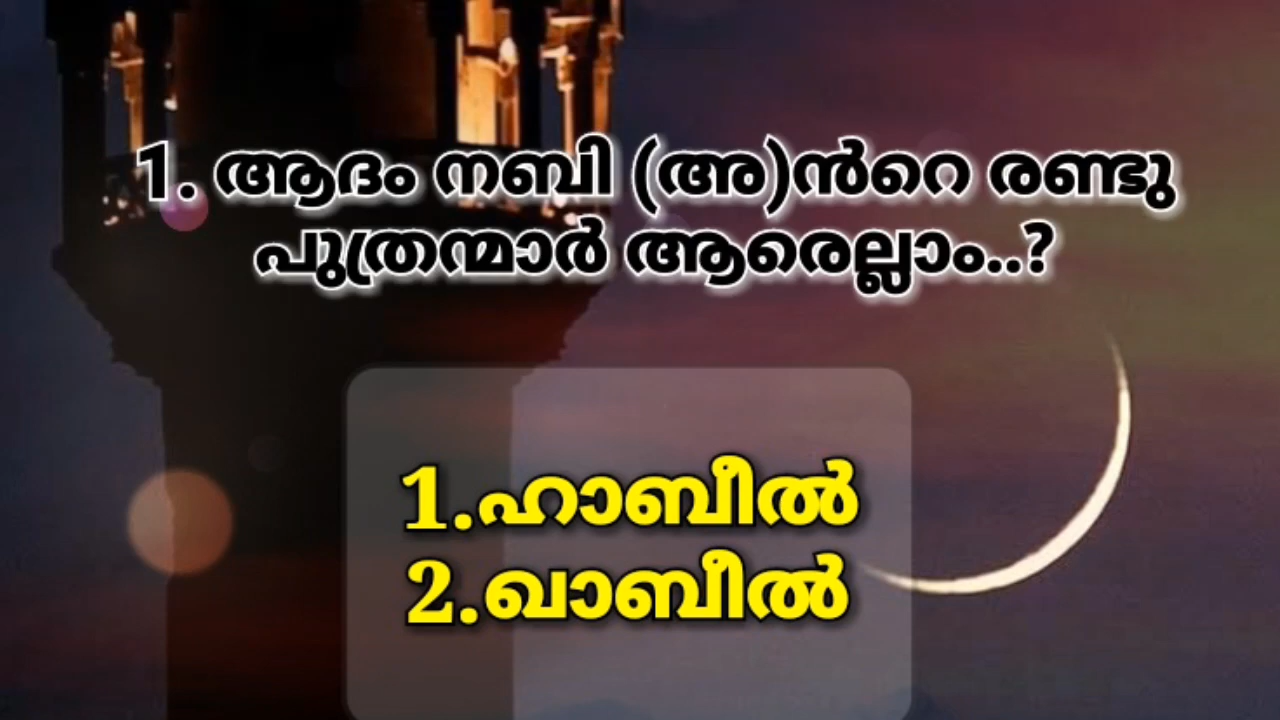 1. ആദം നബി (അ)ൻറെ രണ്ടു
പുത്രന്മാർ ആരെല്ലാം..?
1.ഹാബീൽ
2.ഖാബീൽ